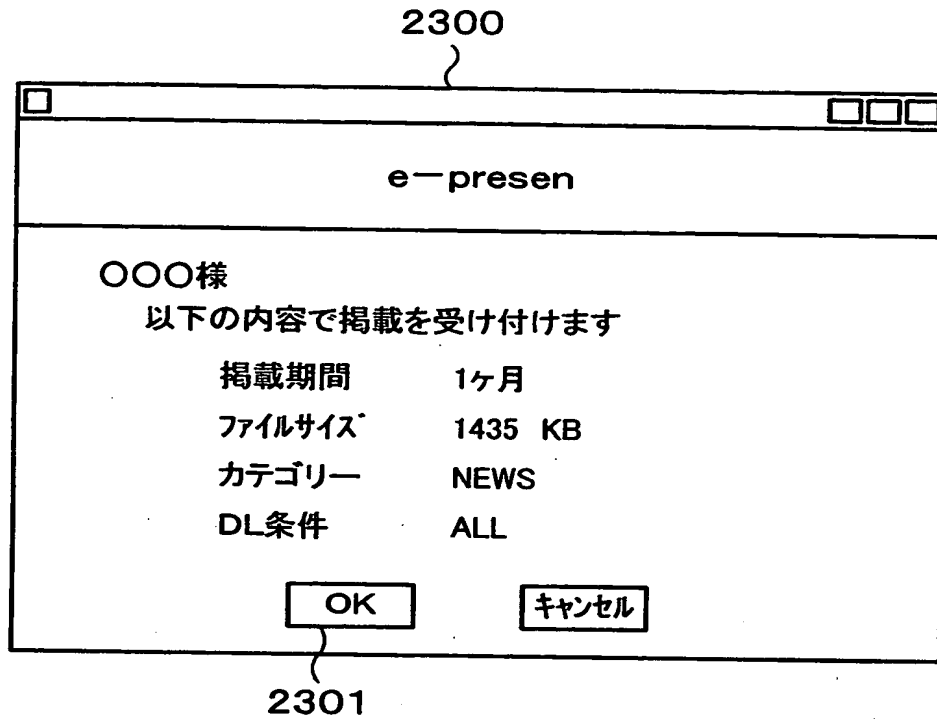 2300
e－presen
○○○様
以下の内容で掲載を受け付けます
掲載期間 1ヶ月
ﾌｧｲﾙｻｲｽﾞ 1435 KB
カテゴリー NEWS
DL条件 ALL
OK ｷｬﾝｾﾙ
2301